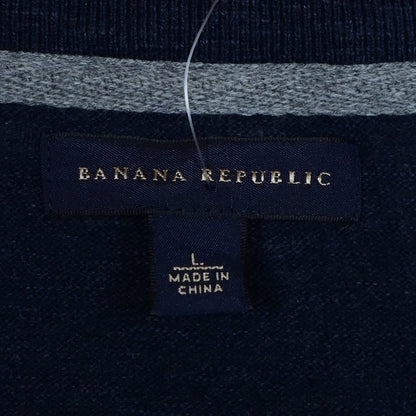 BANANA REPUBLIC
L.
MADE IN
CHINA